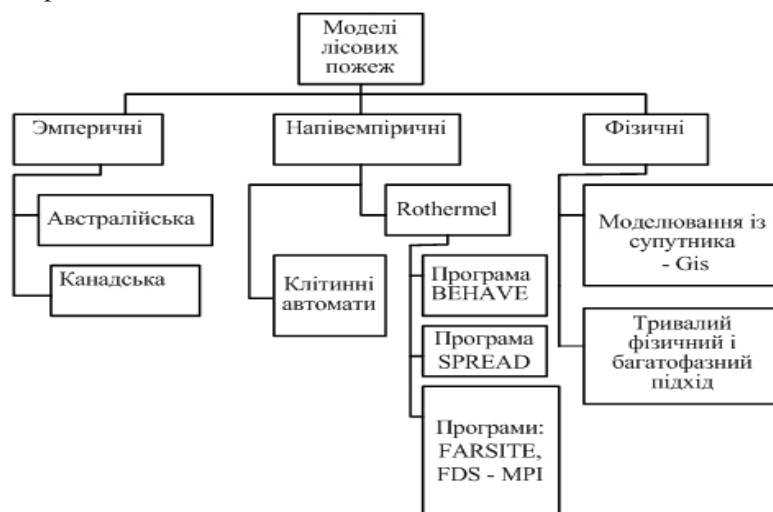 Моделі
лісових
пожеж
Эмперичні
Австралійська
Канадська
Напівемпіричні
Клітинні
автомати
Rothermel
Програма
BEHAVE
Програма
SPREAD
Програми:
FARSITE,
FDS - MPI
Фізичні
Моделювання із
супутника
- Gis
Тривалий
фізичний і
багатофазний
підхід